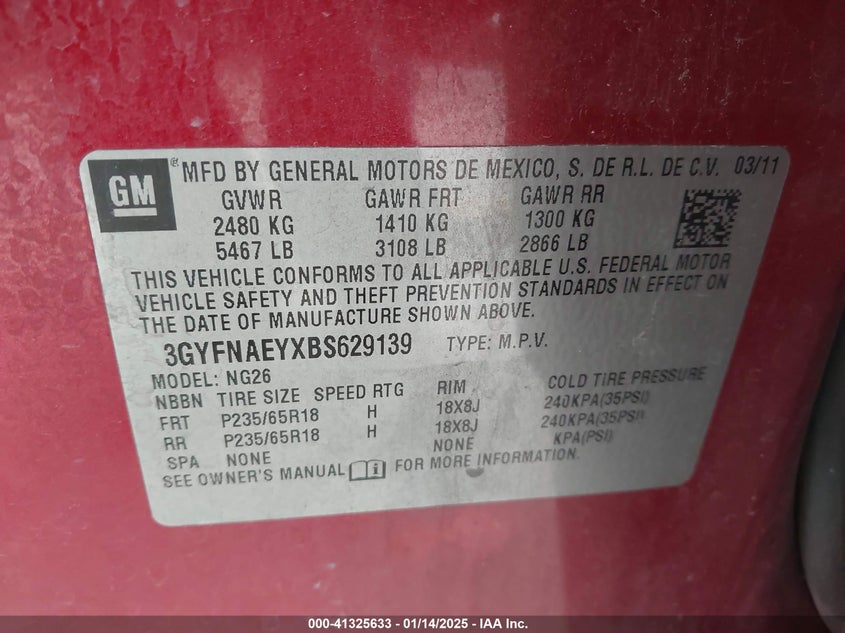 GM ® MFD BY GENERAL MOTORS DE MEXICO, S. DE R.L. DE C.V. 03/11
GVWR GAWR FRT GAWR RR
2480 KG 1410 KG 1300 KG
5467 LB 3108 LB 2866 LB
THIS VEHICLE CONFORMS TO ALL APPLICABLE U.S. FEDERAL MOTOR
VEHICLE SAFETY AND THEFT PREVENTION STANDARDS IN EFFECT ON
THE DATE OF MANUFACTURE SHOWN ABOVE.
3GYFNAEYXBS629139 TYPE: M.P.V.
MODEL: NG26
NBBN TIRE SIZE SPEED RTG RIM COLD TIRE PRESSURE
FRT P235/65R18 H 18X8J 240KPA(35PSI)
RR P235/65R18 H 18X8J 240KPA(35PSI)
SPA NONE NONE KPA(PSI)
SEE OWNER'S MANUAL FOR MORE INFORMATION.
000-41325633 - 01/14/2025 - IAA Inc.